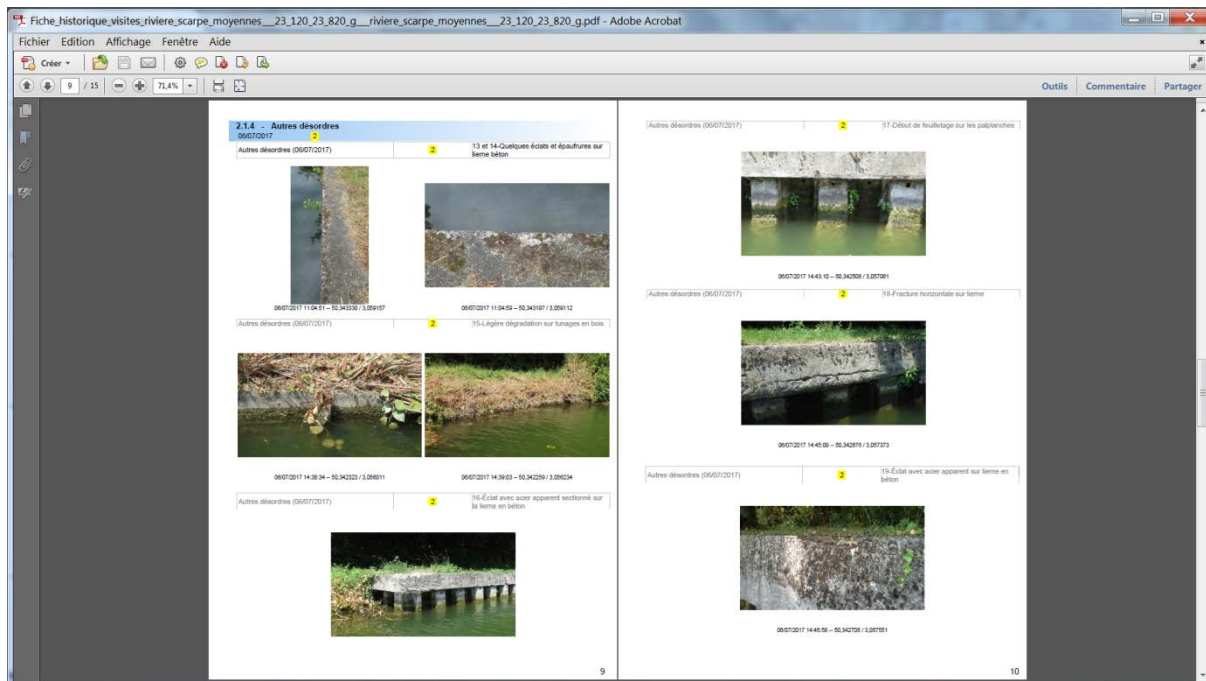 Fiche_historique_visites_riviere_scarpe_moyennes__23_120_23_820_g__riviere_scarpe_moyennes__23_120_23_820_g.pdf - Adobe Acrobat
Fichier Edition Affichage Fenêtre Aide
Créer
9 / 15 71,4% Outils Commentaire Partager
2.1.4 - Autres désordres
06/07/2017 2
Autres désordres (06/07/2017) 2 13 et 14-Quelques éclats et épaufrures sur
lierne béton
06/07/2017 11:04:51 – 50,343330 / 3,059157 06/07/2017 11:04:59 – 50,343197 / 3,059112
Autres désordres (06/07/2017) 2 15-Légère dégradation sur tunages en bois
06/07/2017 14:38:34 – 50,342323 / 3,056011 06/07/2017 14:39:03 – 50,342259 / 3,056234
Autres désordres (06/07/2017) 2 16-Éclat avec acier apparent sectionné sur
la lierne en béton
9
Autres désordres (06/07/2017) 2 17-Début de feuilletage sur les palplanches
06/07/2017 14:43:10 – 50,342508 / 3,057081
Autres désordres (06/07/2017) 2 18-Fracture horizontale sur lierne
06/07/2017 14:45:09 – 50,342676 / 3,057373
Autres désordres (06/07/2017) 2 19-Éclat avec acier apparent sur lierne en
béton
06/07/2017 14:46:58 – 50,342706 / 3,057551
10